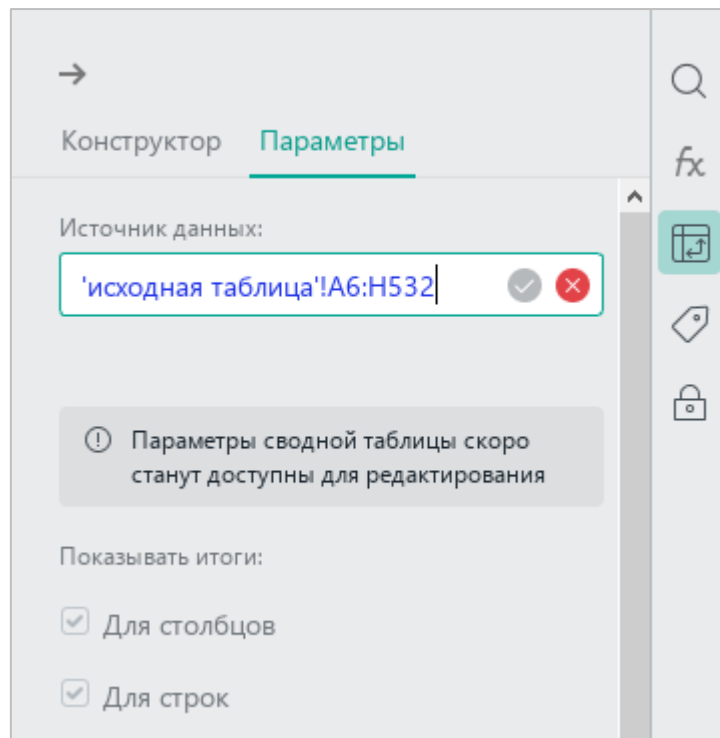 Конструктор Параметры
Источник данных:
'исходная таблица'!A6:H532
Параметры сводной таблицы скоро
станут доступны для редактирования
Показывать итоги:
Для столбцов
Для строк
fx